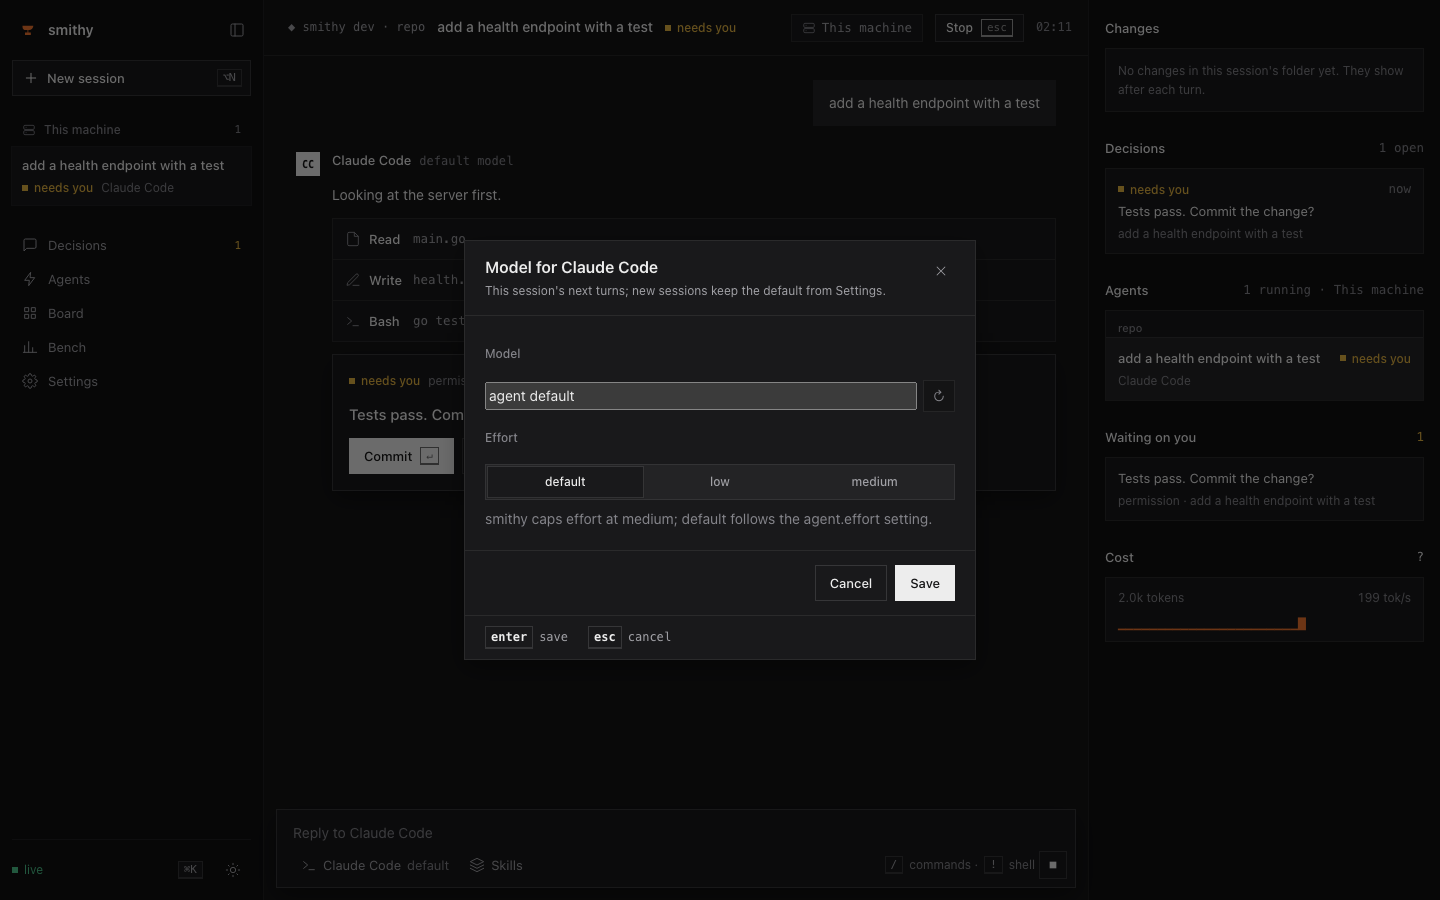 smithy
New session
⌥N
This machine
1
add a health endpoint with a test
needs you Claude Code
Decisions
1
Agents
Board
Bench
Settings
live
⌘K
smithy dev · repo add a health endpoint with a test needs you
This machine
Stop esc
02:11
add a health endpoint with a test
CC Claude Code default model
Looking at the server first.
Read main.go
Write health.
Bash go test
needs you permis
Tests pass. Com
Commit ↵
Model for Claude Code
This session's next turns; new sessions keep the default from Settings.
Model
agent default
Effort
default low medium
smithy caps effort at medium; default follows the agent.effort setting.
Cancel Save
enter save esc cancel
Reply to Claude Code
>_ Claude Code default Skills
/ commands · ! shell
Changes
No changes in this session's folder yet. They show
after each turn.
Decisions 1 open
needs you now
Tests pass. Commit the change?
add a health endpoint with a test
Agents 1 running · This machine
repo
add a health endpoint with a test needs you
Claude Code
Waiting on you 1
Tests pass. Commit the change?
permission · add a health endpoint with a test
Cost ?
2.0k tokens 199 tok/s